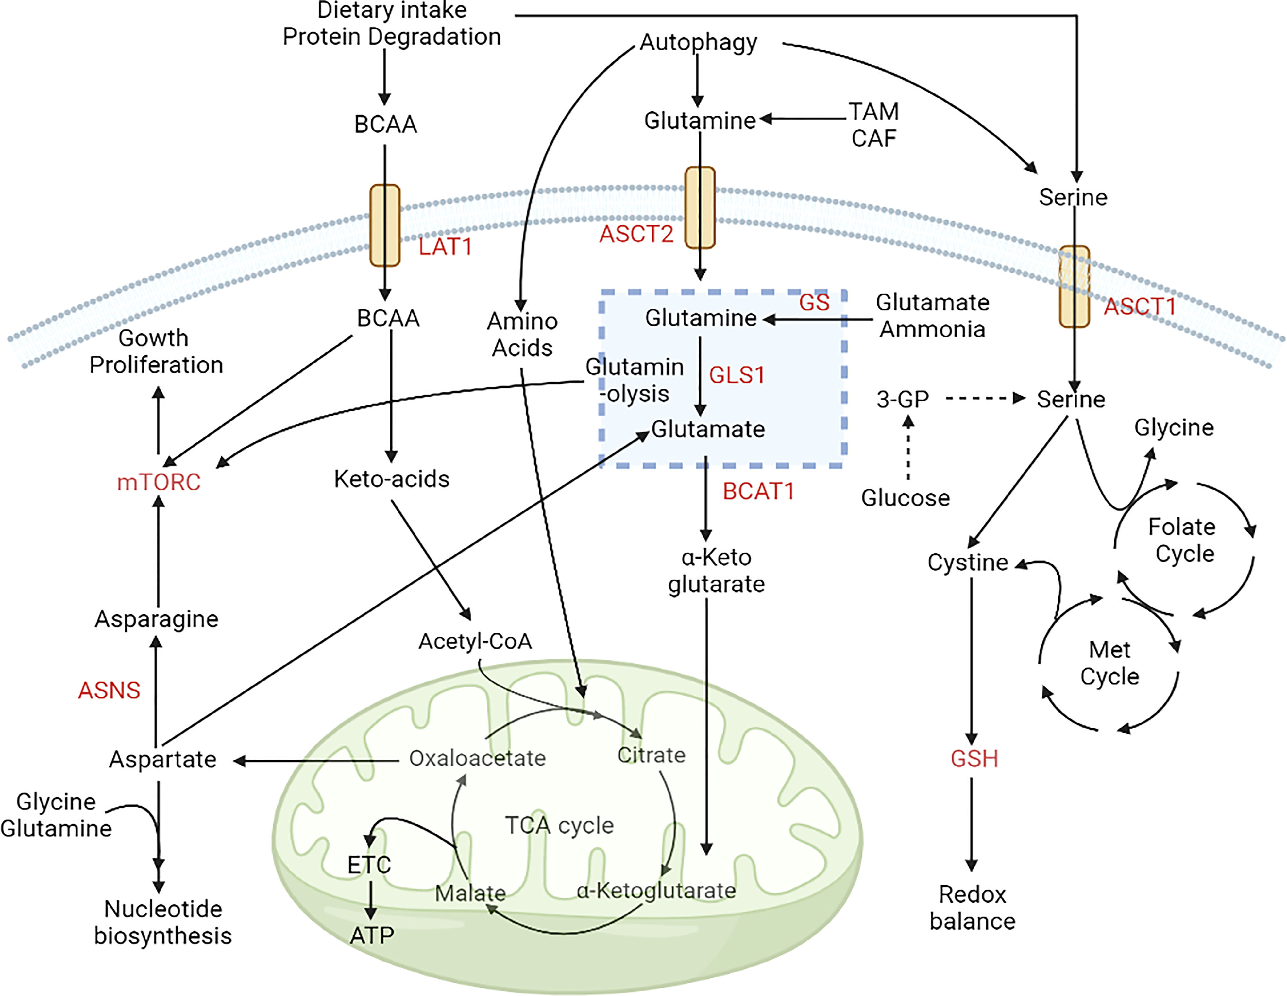 Dietary intake
Protein Degradation
Autophagy
BCAA
Glutamine
TAM
CAF
Serine
LAT1
ASCT2
ASCT1
BCAA
Amino
Acids
Glutamine
GS
Glutamate
Ammonia
Gowth
Proliferation
Glutamin
-olysis
GLS1
Glutamate
3-GP
Serine
Glycine
mTORC
Keto-acids
BCAT1
Glucose
Folate
Cycle
α-Keto
glutarate
Cystine
Asparagine
Acetyl-CoA
Met
Cycle
ASNS
Aspartate
Oxaloacetate
Citrate
GSH
Glycine
Glutamine
TCA cycle
ETC
Malate
α-Ketoglutarate
ATP
Nucleotide
biosynthesis
Redox
balance